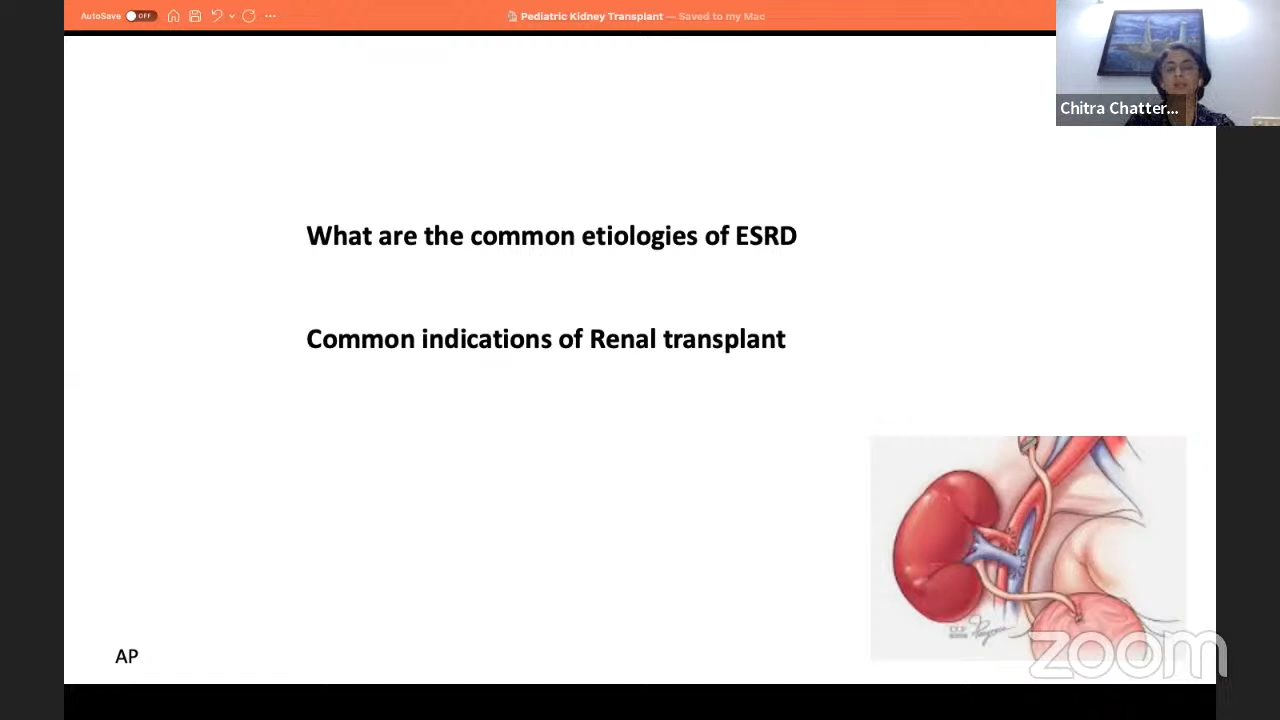 AutoSave OFF
Pediatric Kidney Transplant — Saved to my Mac
Chitra Chatter...
What are the common etiologies of ESRD
Common indications of Renal transplant
AP
zoom